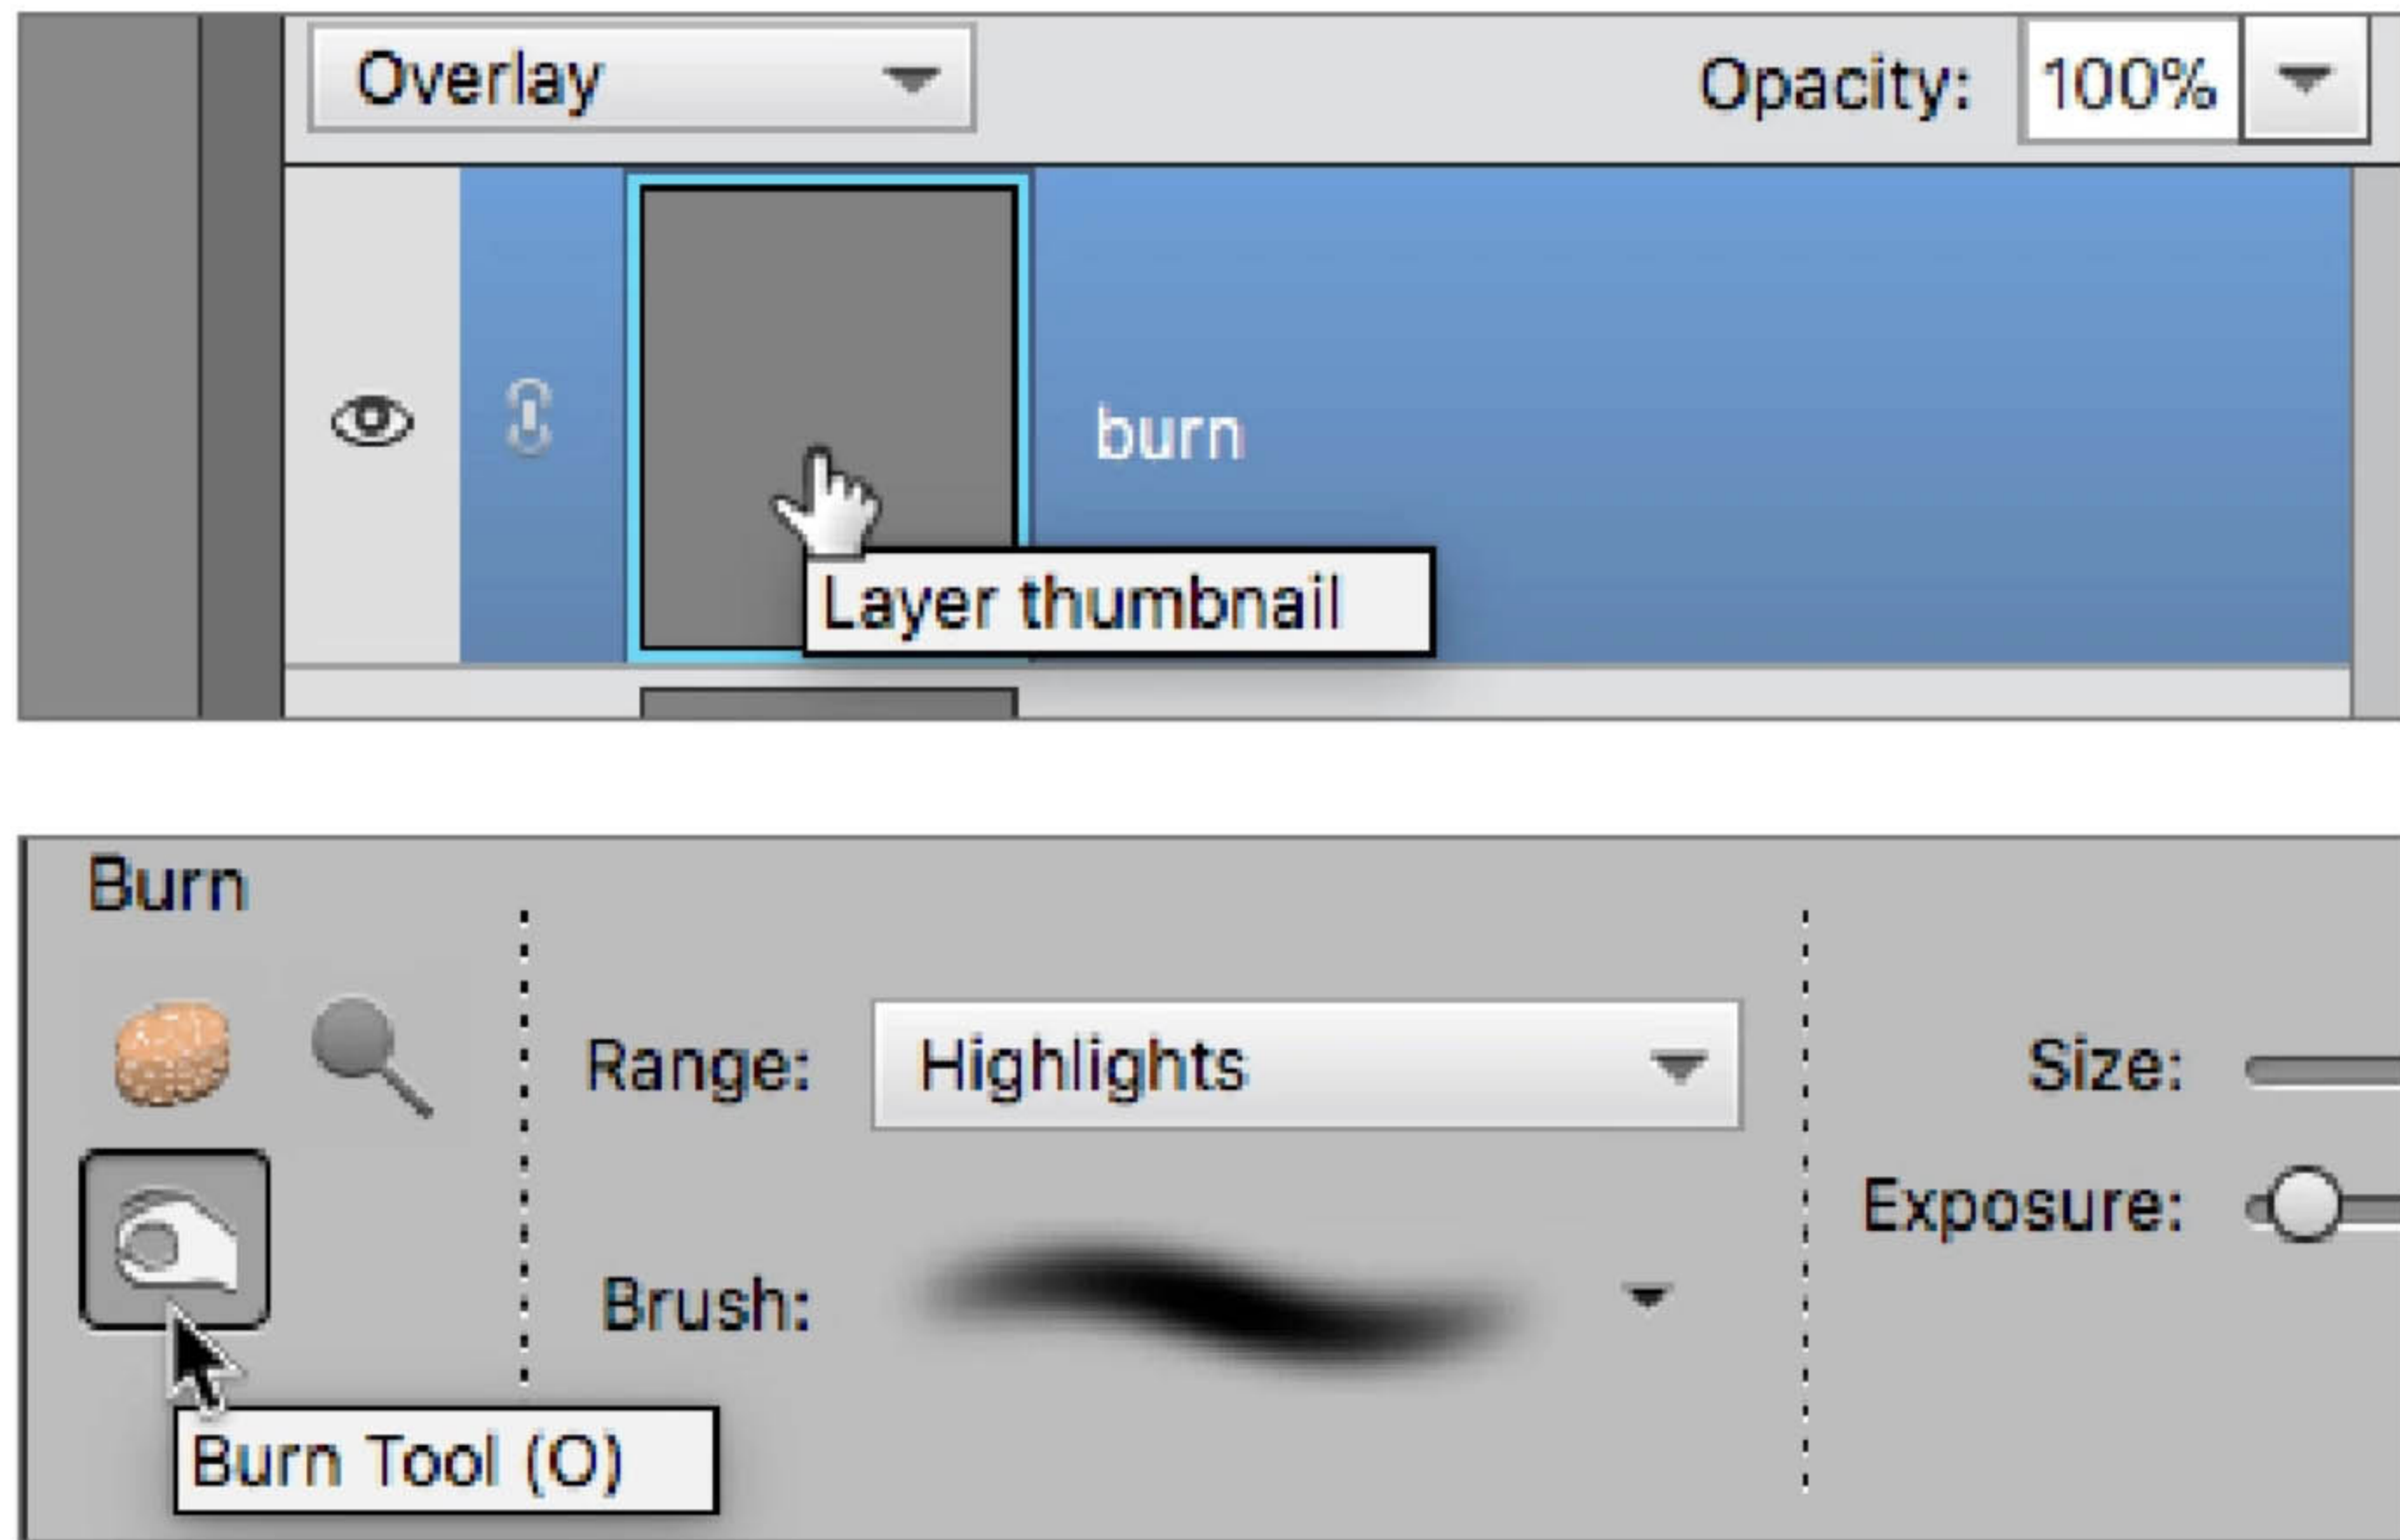 Overlay
Opacity: 100%
burn
Layer thumbnail
Burn
Range: Highlights
Size:
Exposure:
Brush:
Burn Tool (O)